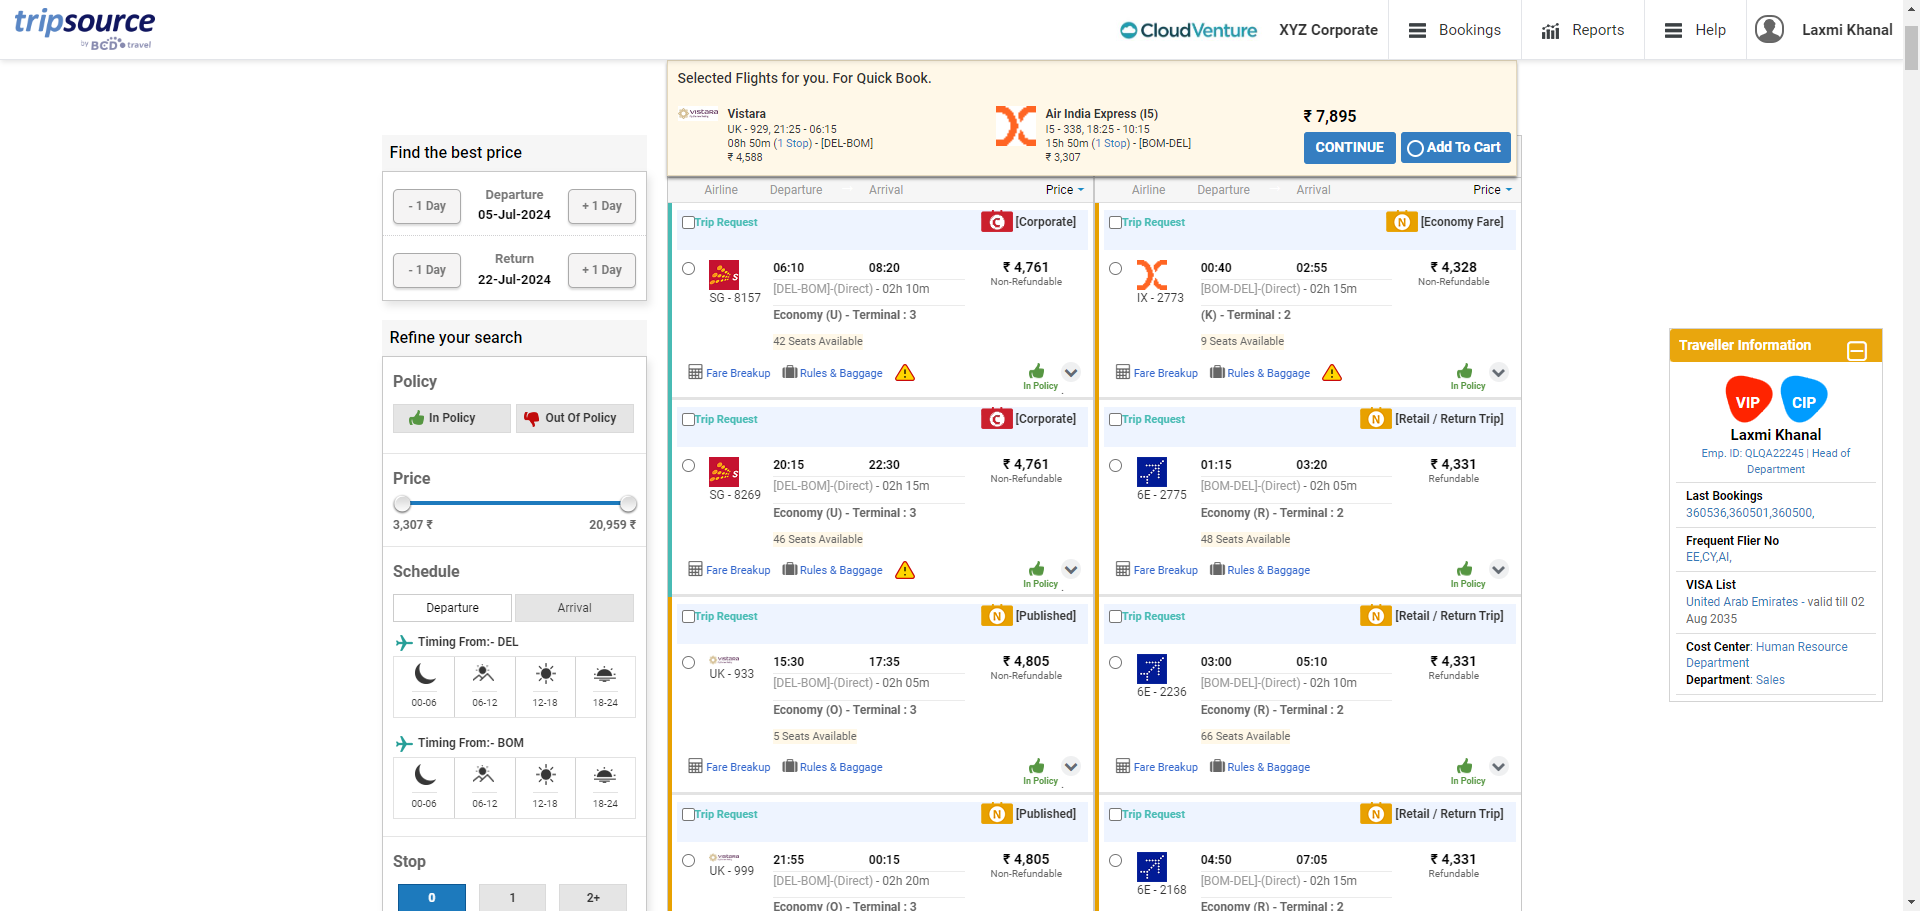 tripsource
by BCD travel
CloudVenture
XYZ Corporate
Bookings
Reports
Help
Laxmi Khanal
Selected Flights for you. For Quick Book.
vistara
Vistara
UK - 929, 21:25 - 06:15
08h 50m (1 Stop) - [DEL-BOM]
₹ 4,588
Air India Express (I5)
I5 - 338, 18:25 - 10:15
15h 50m (1 Stop) - [BOM-DEL]
₹ 3,307
₹ 7,895
CONTINUE
Add To Cart
Find the best price
- 1 Day
Departure
05-Jul-2024
+ 1 Day
- 1 Day
Return
22-Jul-2024
+ 1 Day
Refine your search
Policy
In Policy
Out Of Policy
Price
3,307 ₹
20,959 ₹
Schedule
Departure
Arrival
Timing From:- DEL
00-06
06-12
12-18
18-24
Timing From:- BOM
00-06
06-12
12-18
18-24
Stop
0
1
2+
Airline Departure Arrival Price
Trip Request
C [Corporate]
06:10 08:20 ₹ 4,761
SG - 8157 [DEL-BOM]-(Direct) - 02h 10m Non-Refundable
Economy (U) - Terminal : 3
42 Seats Available
Fare Breakup Rules & Baggage In Policy
Trip Request
C [Corporate]
20:15 22:30 ₹ 4,761
SG - 8269 [DEL-BOM]-(Direct) - 02h 15m Non-Refundable
Economy (U) - Terminal : 3
46 Seats Available
Fare Breakup Rules & Baggage In Policy
Trip Request
N [Published]
vistara
15:30 17:35 ₹ 4,805
UK - 933 [DEL-BOM]-(Direct) - 02h 05m Non-Refundable
Economy (O) - Terminal : 3
5 Seats Available
Fare Breakup Rules & Baggage In Policy
Trip Request
N [Published]
vistara
21:55 00:15 ₹ 4,805
UK - 999 [DEL-BOM]-(Direct) - 02h 20m Non-Refundable
Economy (O) - Terminal : 3
Airline Departure Arrival Price
Trip Request
N [Economy Fare]
00:40 02:55 ₹ 4,328
IX - 2773 [BOM-DEL]-(Direct) - 02h 15m Non-Refundable
(K) - Terminal : 2
9 Seats Available
Fare Breakup Rules & Baggage In Policy
Trip Request
N [Retail / Return Trip]
01:15 03:20 ₹ 4,331
6E - 2775 [BOM-DEL]-(Direct) - 02h 05m Refundable
Economy (R) - Terminal : 2
48 Seats Available
Fare Breakup Rules & Baggage In Policy
Trip Request
N [Retail / Return Trip]
03:00 05:10 ₹ 4,331
6E - 2236 [BOM-DEL]-(Direct) - 02h 10m Refundable
Economy (R) - Terminal : 2
66 Seats Available
Fare Breakup Rules & Baggage In Policy
Trip Request
N [Retail / Return Trip]
04:50 07:05 ₹ 4,331
6E - 2168 [BOM-DEL]-(Direct) - 02h 15m Refundable
Economy (R) - Terminal : 2
Traveller Information
VIP
CIP
Laxmi Khanal
Emp. ID: QLQA22245 | Head of
Department
Last Bookings
360536,360501,360500,
Frequent Flier No
EE,CY,AI,
VISA List
United Arab Emirates - valid till 02
Aug 2035
Cost Center: Human Resource
Department
Department: Sales